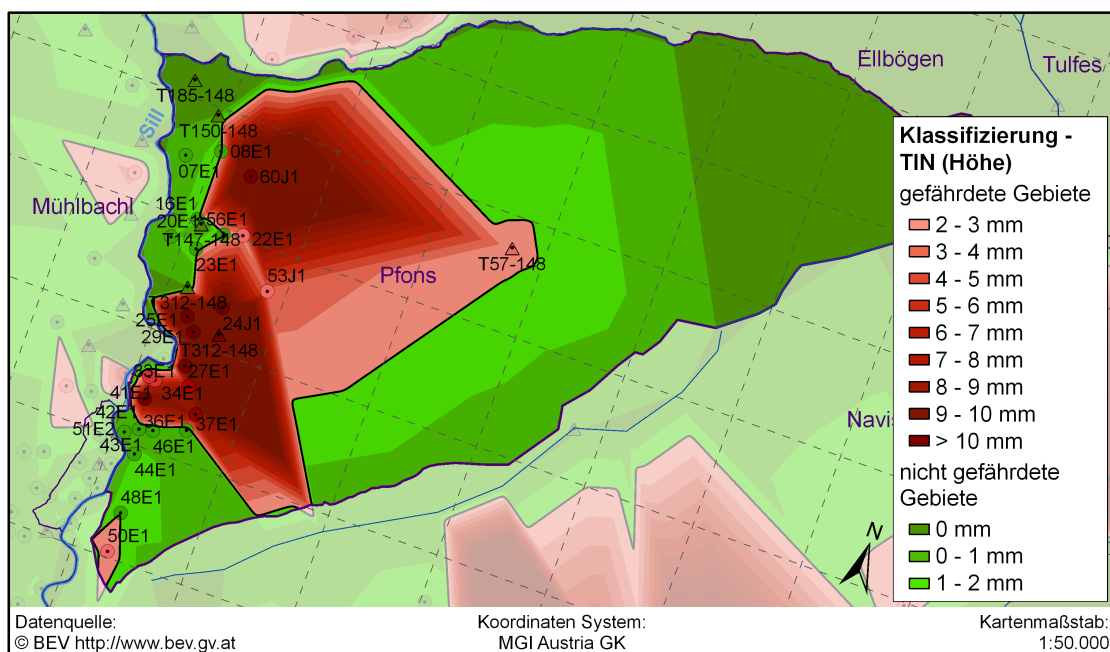 Ellbögen
Tulfes
T185-148
Sill
T150-148
08E1
07E1
60J1
Mühlbachl
16E1
56E1
20E1
T147-148
22E1
T57-148
23E1
53J1
Pfons
T312-148
25E1
24J1
29E1
T312-148
33E1
27E1
41E1
34E1
42E1
36E1
37E1
51E2
43E1
46E1
44E1
48E1
50E1
Navis
Klassifizierung -
TIN (Höhe)
gefährdete Gebiete
2 - 3 mm
3 - 4 mm
4 - 5 mm
5 - 6 mm
6 - 7 mm
7 - 8 mm
8 - 9 mm
9 - 10 mm
> 10 mm
nicht gefährdete
Gebiete
0 mm
0 - 1 mm
1 - 2 mm
N
Datenquelle:
© BEV http://www.bev.gv.at
Koordinaten System:
MGI Austria GK
Kartenmaßstab:
1:50.000